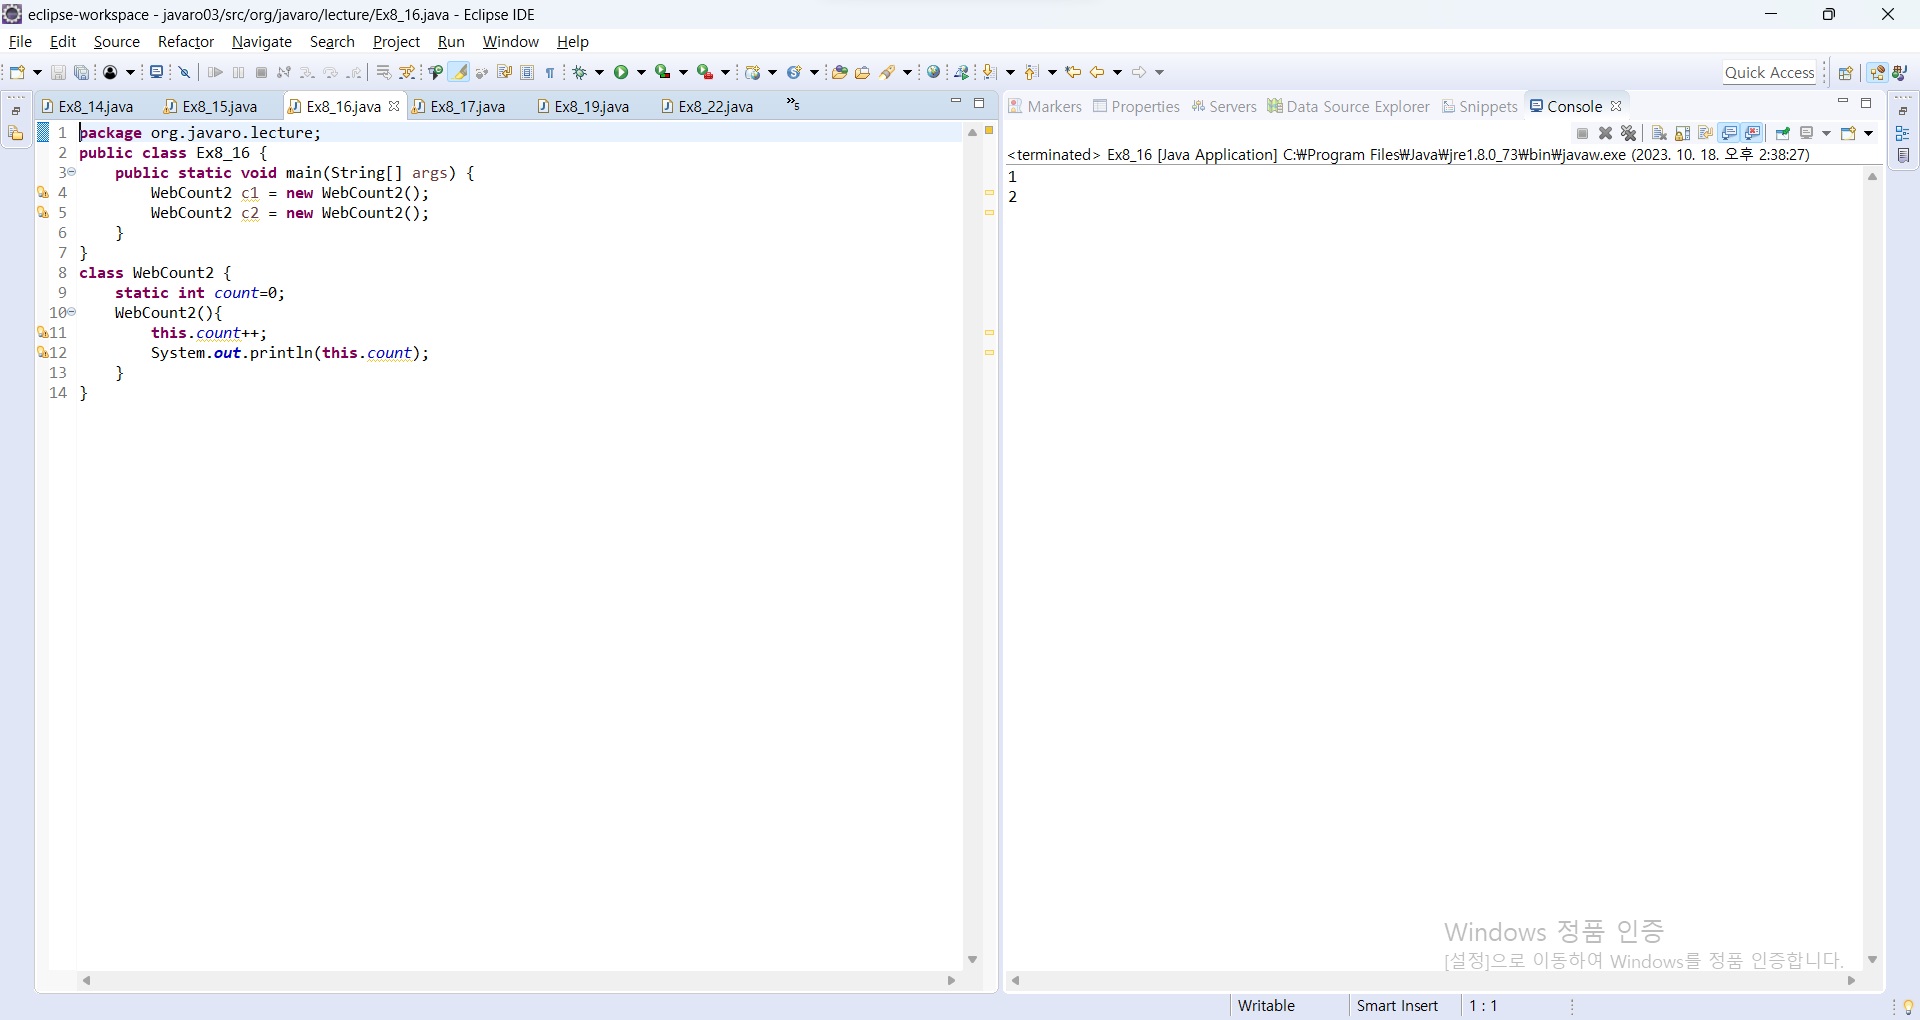 eclipse-workspace - javaro03/src/org/javaro/lecture/Ex8_16.java - Eclipse IDE
File Edit Source Refactor Navigate Search Project Run Window Help
Quick Access
Ex8_14.java Ex8_15.java Ex8_16.java Ex8_17.java Ex8_19.java Ex8_22.java »5
Markers Properties Servers Data Source Explorer Snippets Console
<terminated> Ex8_16 [Java Application] C:₩Program Files₩Java₩jre1.8.0_73₩bin₩javaw.exe (2023. 10. 18. 오후 2:38:27)
1 package org.javaro.lecture;
2 public class Ex8_16 {
3 public static void main(String[] args) {
4 WebCount2 c1 = new WebCount2();
5 WebCount2 c2 = new WebCount2();
6 }
7 }
8 class WebCount2 {
9 static int count=0;
10 WebCount2(){
11 this.count++;
12 System.out.println(this.count);
13 }
14 }
1
2
Windows 정품 인증
[설정]으로 이동하여 Windows를 정품 인증합니다.
Writable Smart Insert 1 : 1